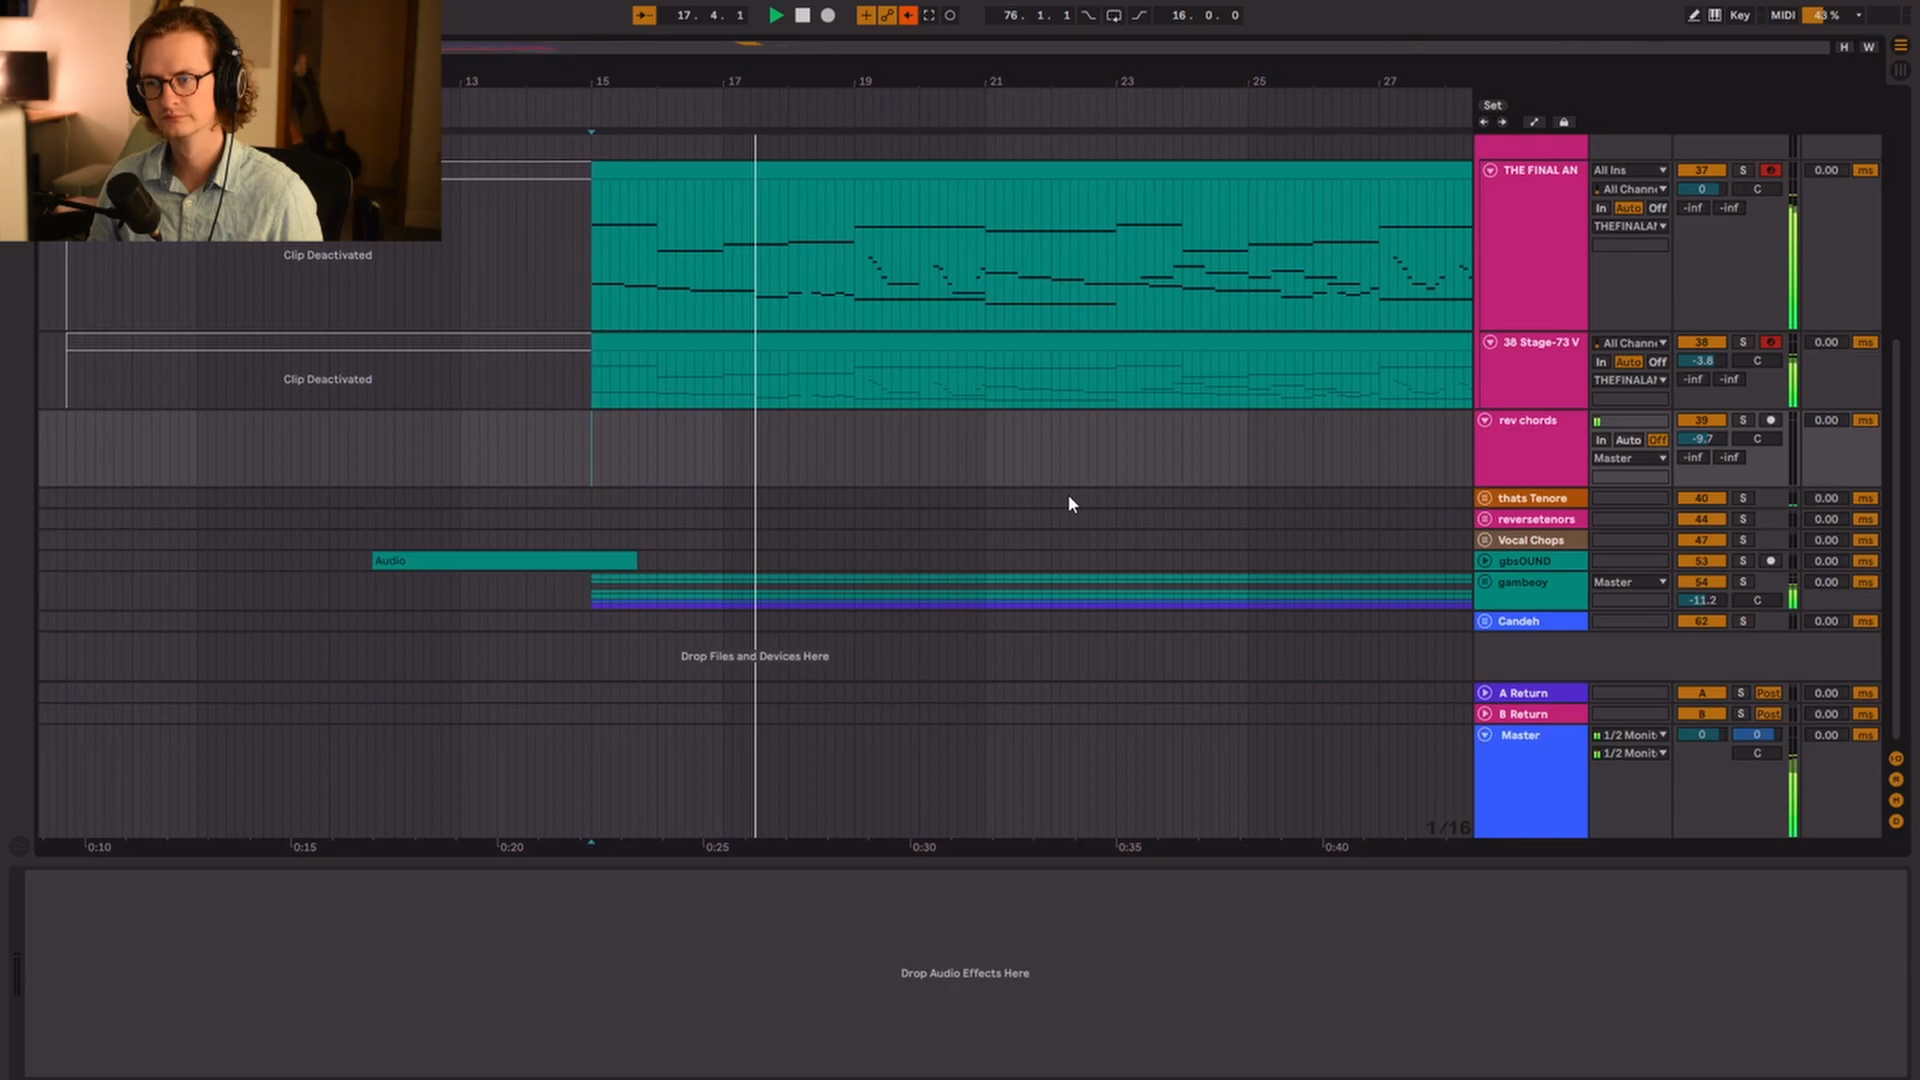 17. 4. 1
76. 1. 1
16. 0. 0
Key
MIDI
43 %
H W
13 15 17 19 21 23 25 27
Set
THE FINAL AN
All Ins
37 S
0.00 ms
All Chann
0 C
In Auto Off
-inf -inf
THEFINALAN
Clip Deactivated
38 Stage-73 V
All Chann
38 S
0.00 ms
In Auto Off
-3.8 C
THEFINALAN
-inf -inf
Clip Deactivated
rev chords
39 S
0.00 ms
In Auto Off
-9.7 C
Master
-inf -inf
thats Tenore
40 S
0.00 ms
reversetenors
44 S
0.00 ms
Vocal Chops
47 S
0.00 ms
Audio
gbsOUND
53 S
0.00 ms
gambeoy
Master
54 S
0.00 ms
-11.2 C
Candeh
62 S
0.00 ms
Drop Files and Devices Here
A Return
A S Post
0.00 ms
B Return
B S Post
0.00 ms
Master
1/2 Monit
0 0
0.00 ms
1/2 Monit
C
1/16
0:10 0:15 0:20 0:25 0:30 0:35 0:40
R
M
D
Drop Audio Effects Here